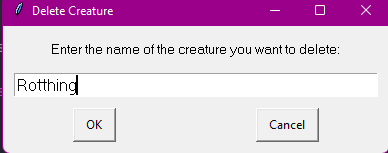 Delete Creature
Enter the name of the creature you want to delete:
Rotthing
OK Cancel